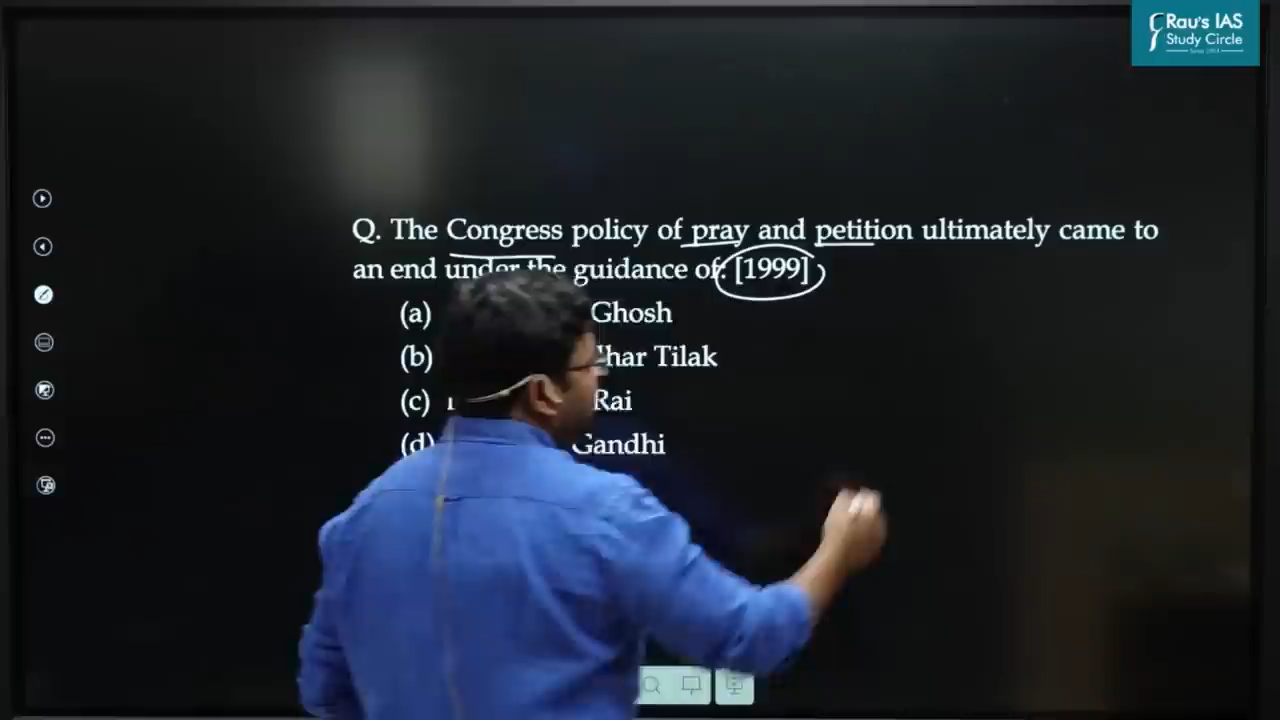 Rau's IAS
Study Circle
Q. The Congress policy of pray and petition ultimately came to
an end under the guidance of: [1999]
(a) Ghosh
(b) dhar Tilak
(c) Rai
(d) Gandhi